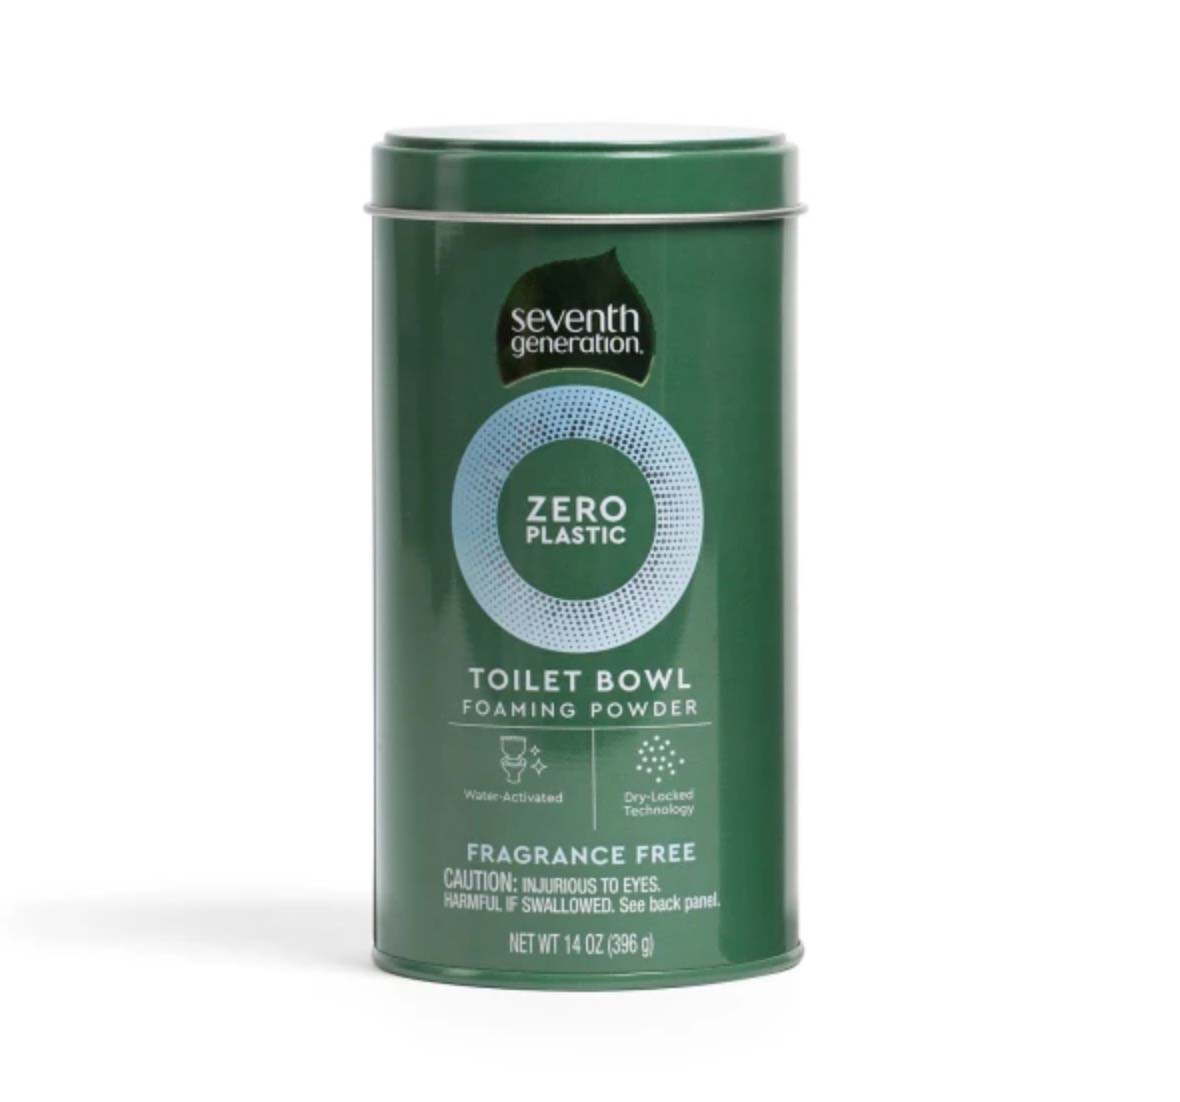 seventh
generation.
ZERO
PLASTIC
TOILET BOWL
FOAMING POWDER
Water-Activated
Dry-Locked
Technology
FRAGRANCE FREE
CAUTION: INJURIOUS TO EYES.
HARMFUL IF SWALLOWED. See back panel.
NET WT 14 OZ (396 g)